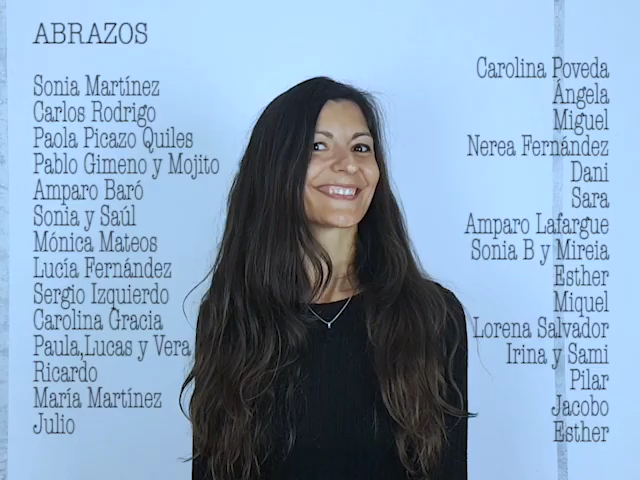 ABRAZOS
Sonia Martínez
Carlos Rodrigo
Paola Picazo Quiles
Pablo Gimeno y Mojito
Amparo Baró
Sonia y Saúl
Mónica Mateos
Lucía Fernández
Sergio Izquierdo
Carolina Gracia
Paula,Lucas y Vera
Ricardo
María Martínez
Julio
Carolina Poveda
Ángela
Miguel
Nerea Fernández
Dani
Sara
Amparo Lafargue
Sonia B y Mireia
Esther
Miquel
Lorena Salvador
Irina y Sami
Pilar
Jacobo
Esther